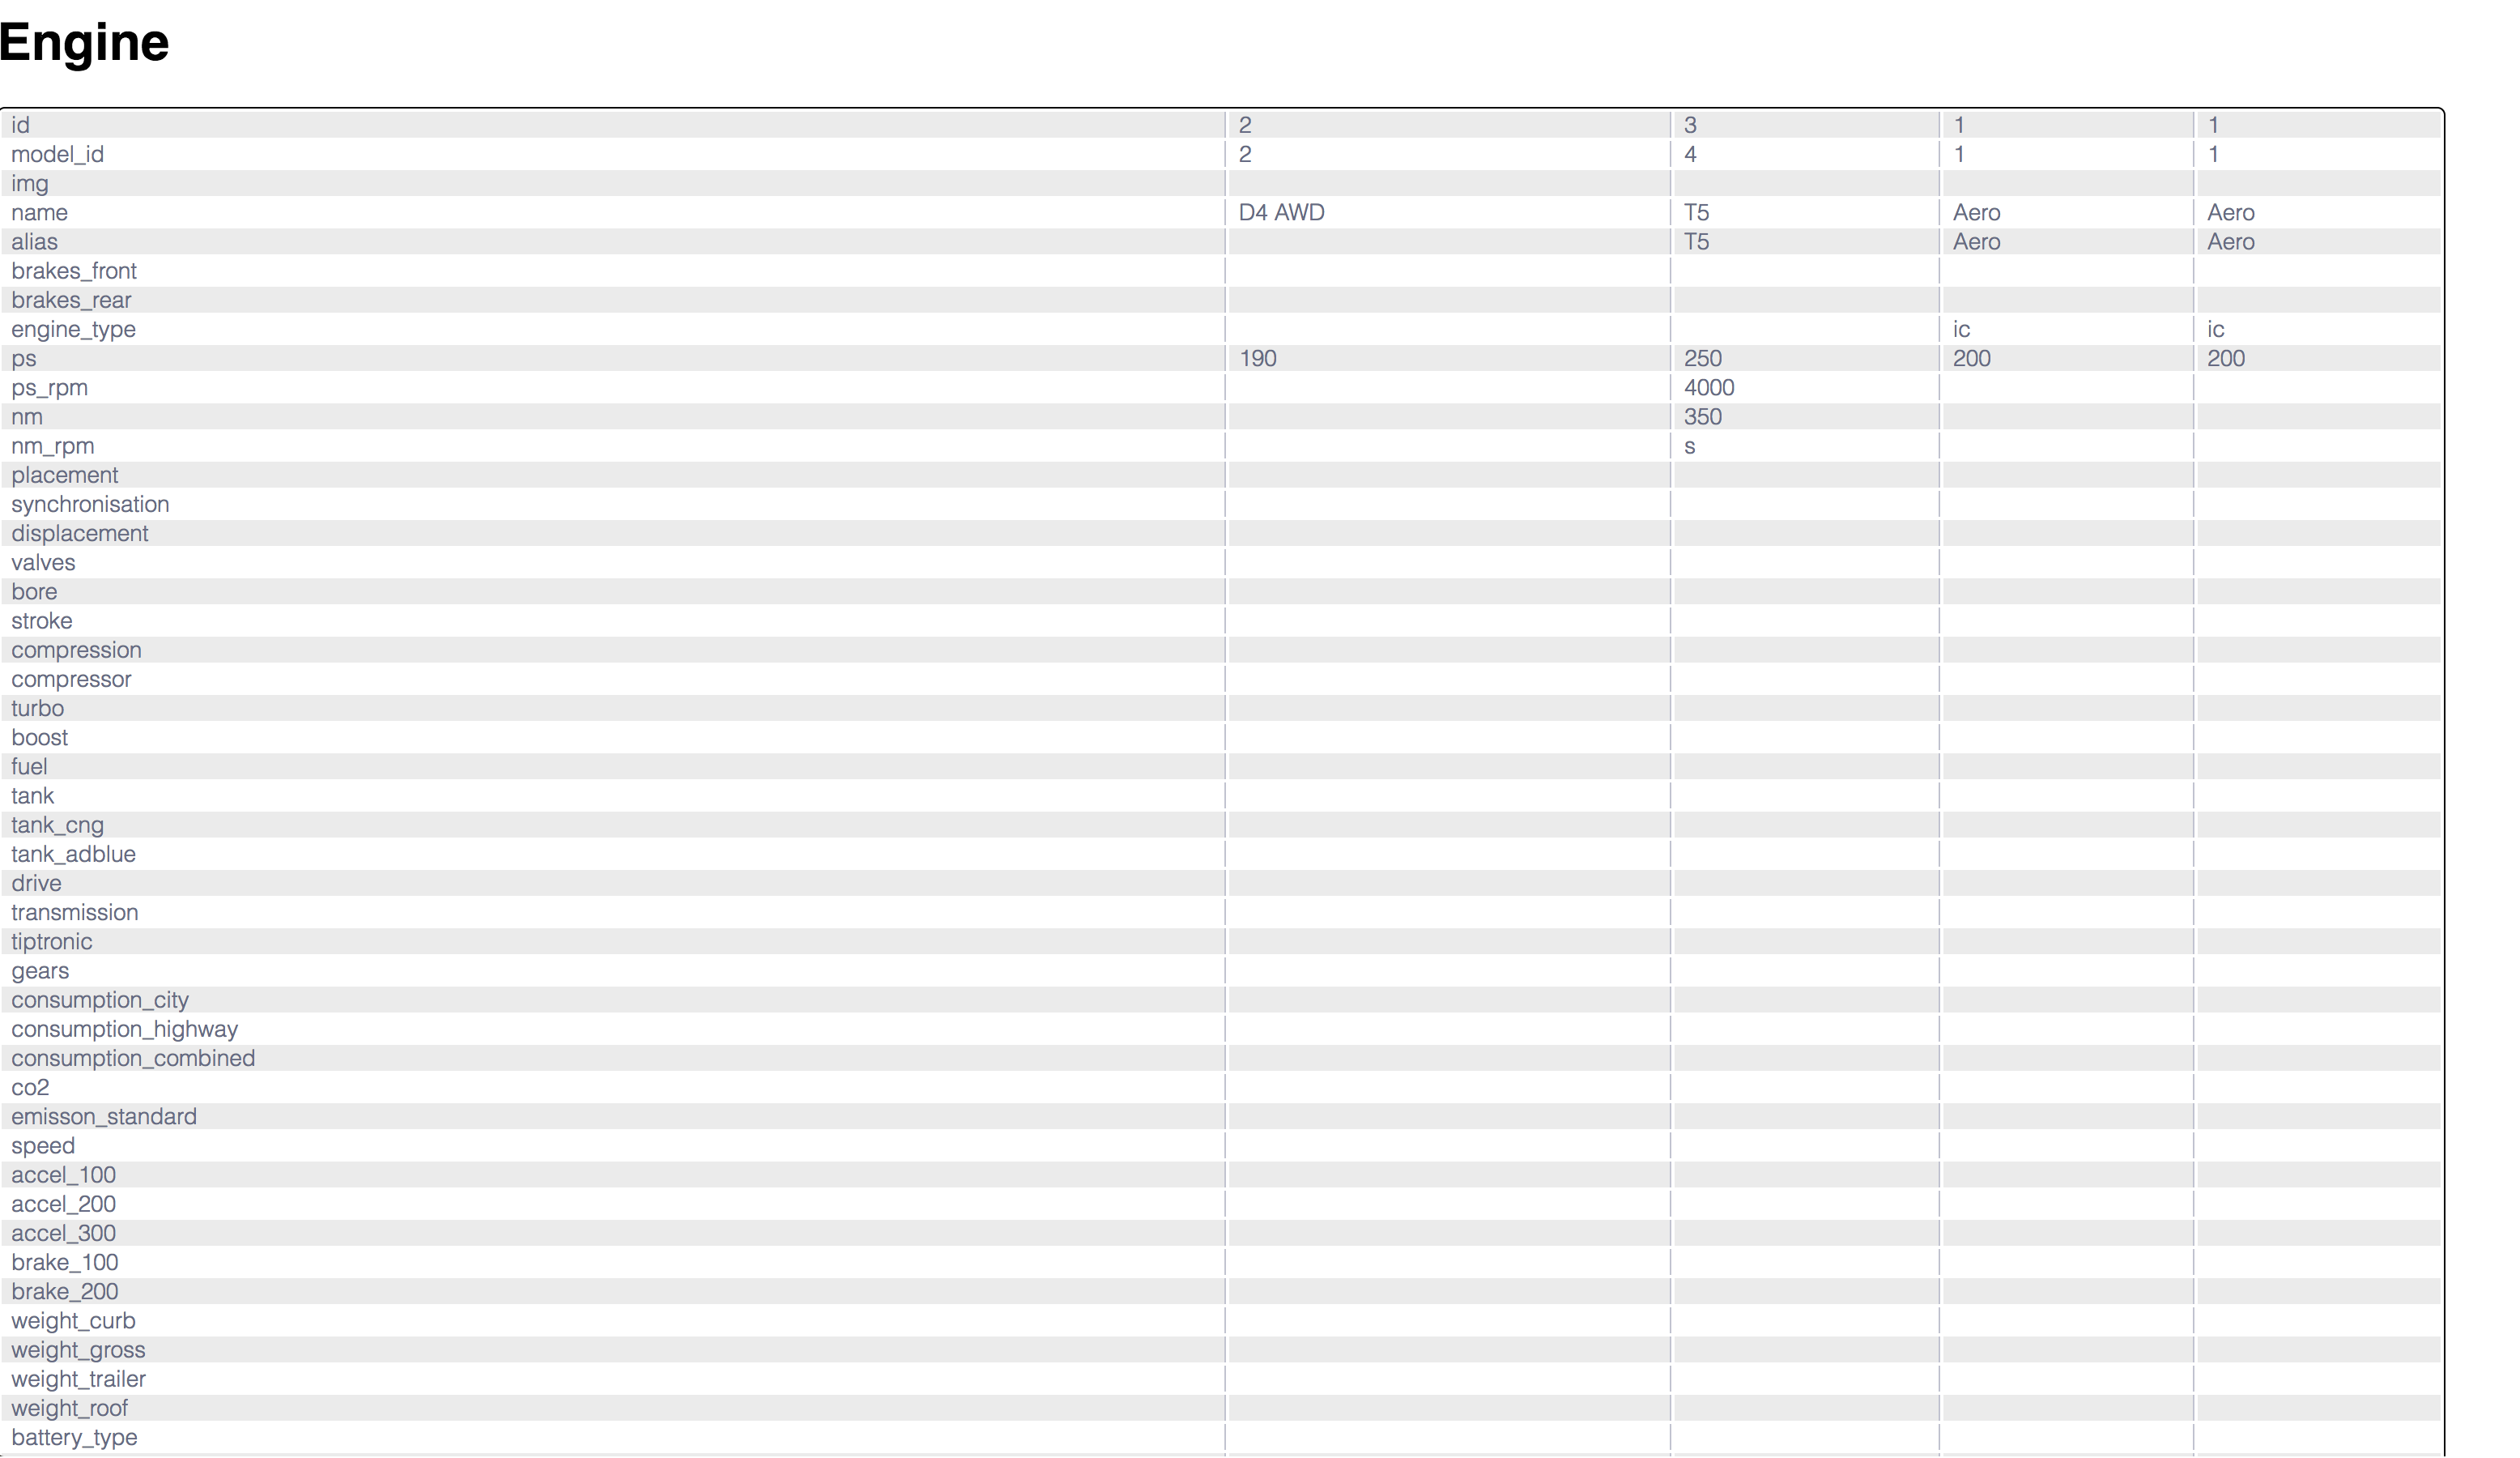 Engine
id 2 3 1 1
model_id 2 4 1 1
img
name D4 AWD T5 Aero Aero
alias T5 Aero Aero
brakes_front
brakes_rear
engine_type ic ic
ps 190 250 200 200
ps_rpm 4000
nm 350
nm_rpm s
placement
synchronisation
displacement
valves
bore
stroke
compression
compressor
turbo
boost
fuel
tank
tank_cng
tank_adblue
drive
transmission
tiptronic
gears
consumption_city
consumption_highway
consumption_combined
co2
emisson_standard
speed
accel_100
accel_200
accel_300
brake_100
brake_200
weight_curb
weight_gross
weight_trailer
weight_roof
battery_type